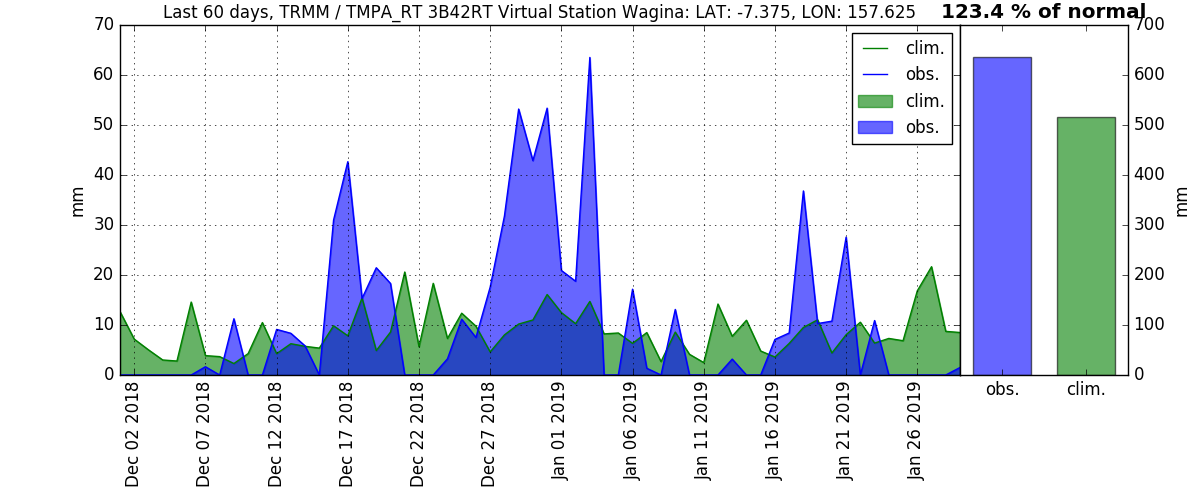 Last 60 days, TRMM / TMPA_RT 3B42RT Virtual Station Wagina: LAT: -7.375, LON: 157.625
123.4 % of normal
70
60
50
40
30
20
10
0
mm
clim.
obs.
clim.
obs.
700
600
500
400
300
200
100
0
mm
Dec 02 2018
Dec 07 2018
Dec 12 2018
Dec 17 2018
Dec 22 2018
Dec 27 2018
Jan 01 2019
Jan 06 2019
Jan 11 2019
Jan 16 2019
Jan 21 2019
Jan 26 2019
obs.
clim.